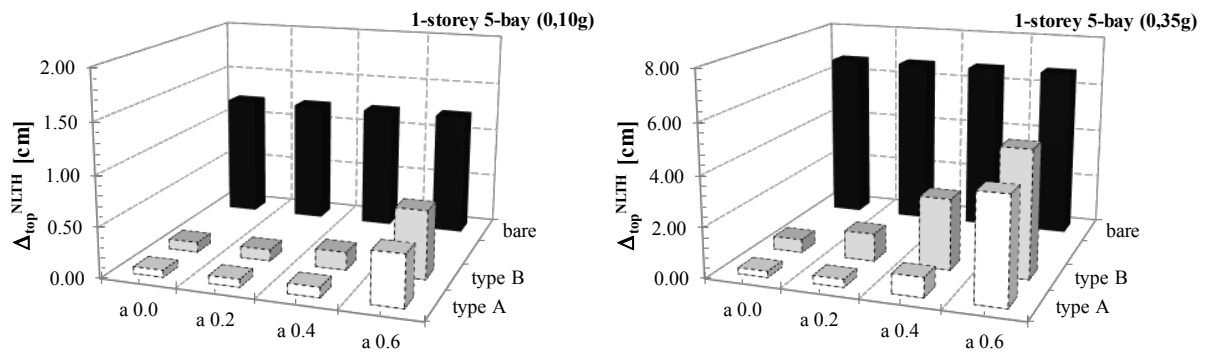 1-storey 5-bay (0,10g)
2.00
1.50
1.00
0.50
0.00
Δtop NLTH [cm]
a 0.0
a 0.2
a 0.4
a 0.6
bare
type B
type A
1-storey 5-bay (0,35g)
8.00
6.00
4.00
2.00
0.00
Δtop NLTH [cm]
a 0.0
a 0.2
a 0.4
a 0.6
bare
type B
type A